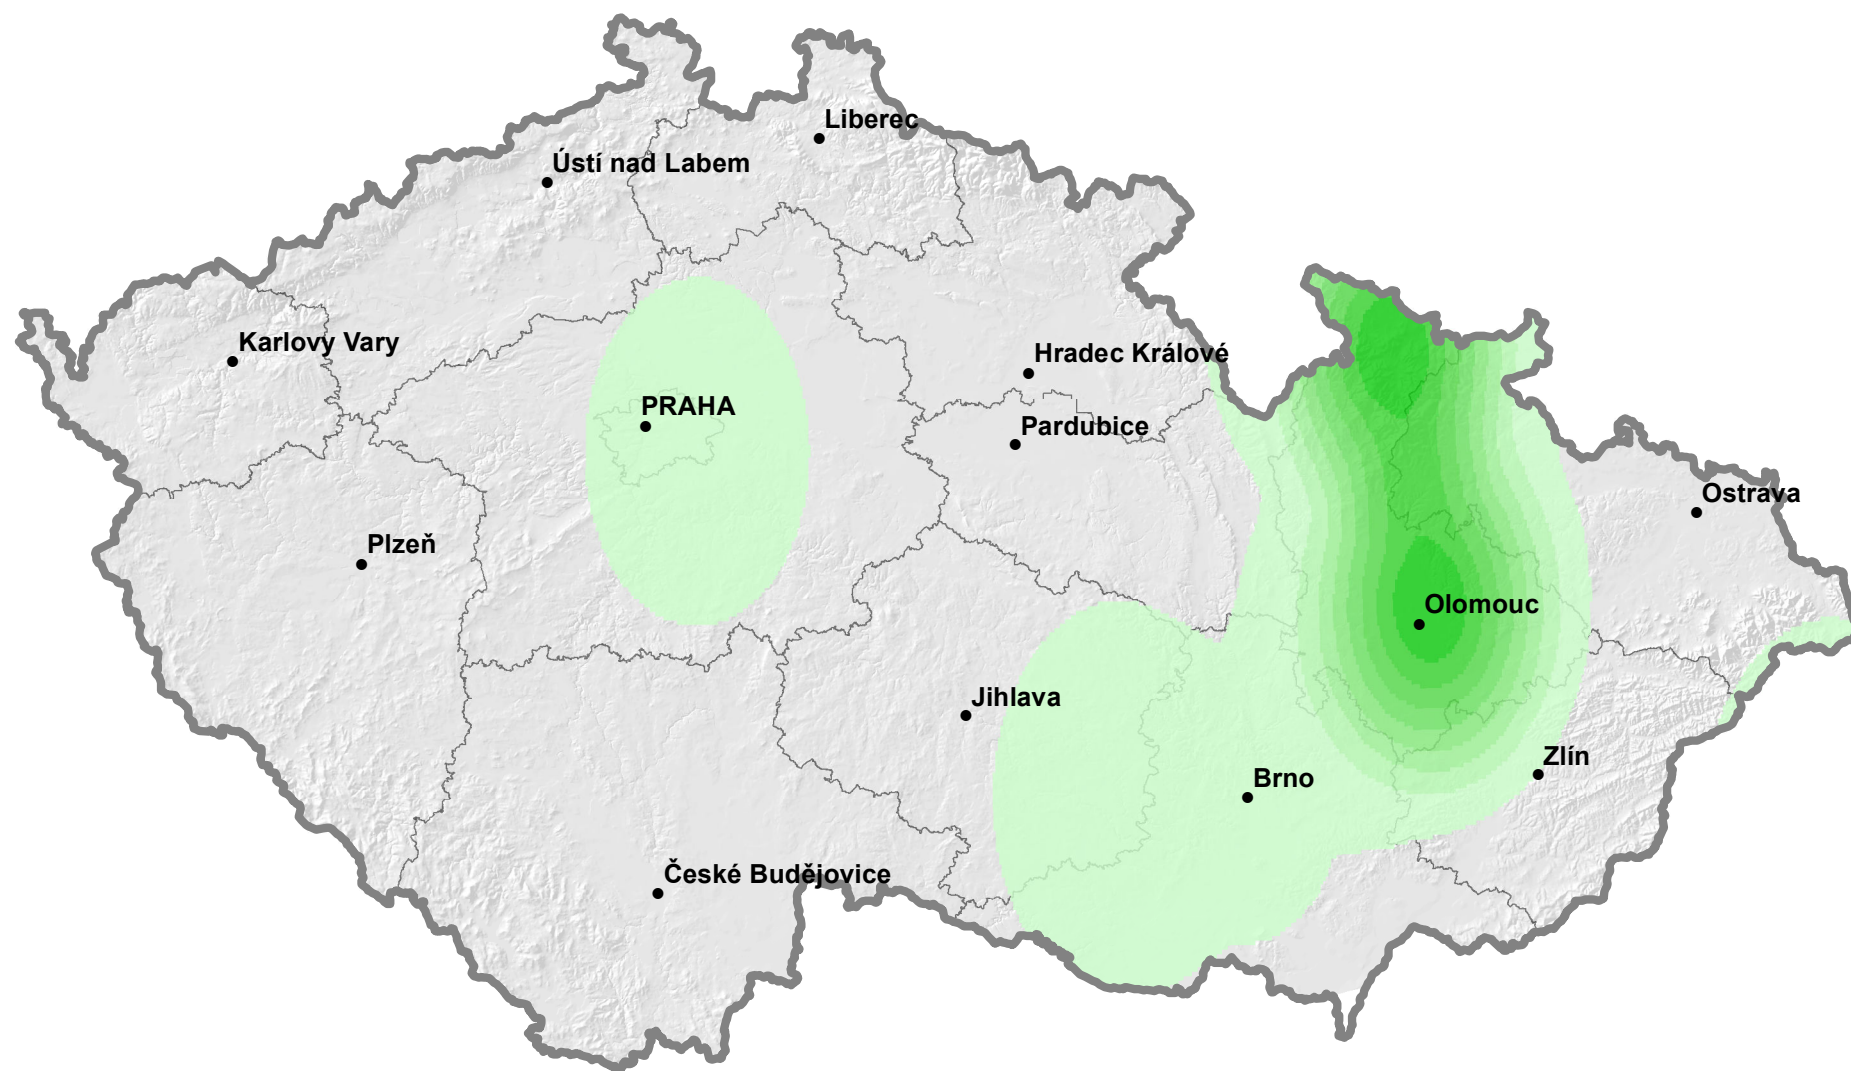 Liberec
Ústí nad Labem
Karlovy Vary
Hradec Králové
PRAHA
Pardubice
Ostrava
Plzeň
Olomouc
Jihlava
Zlín
Brno
České Budějovice